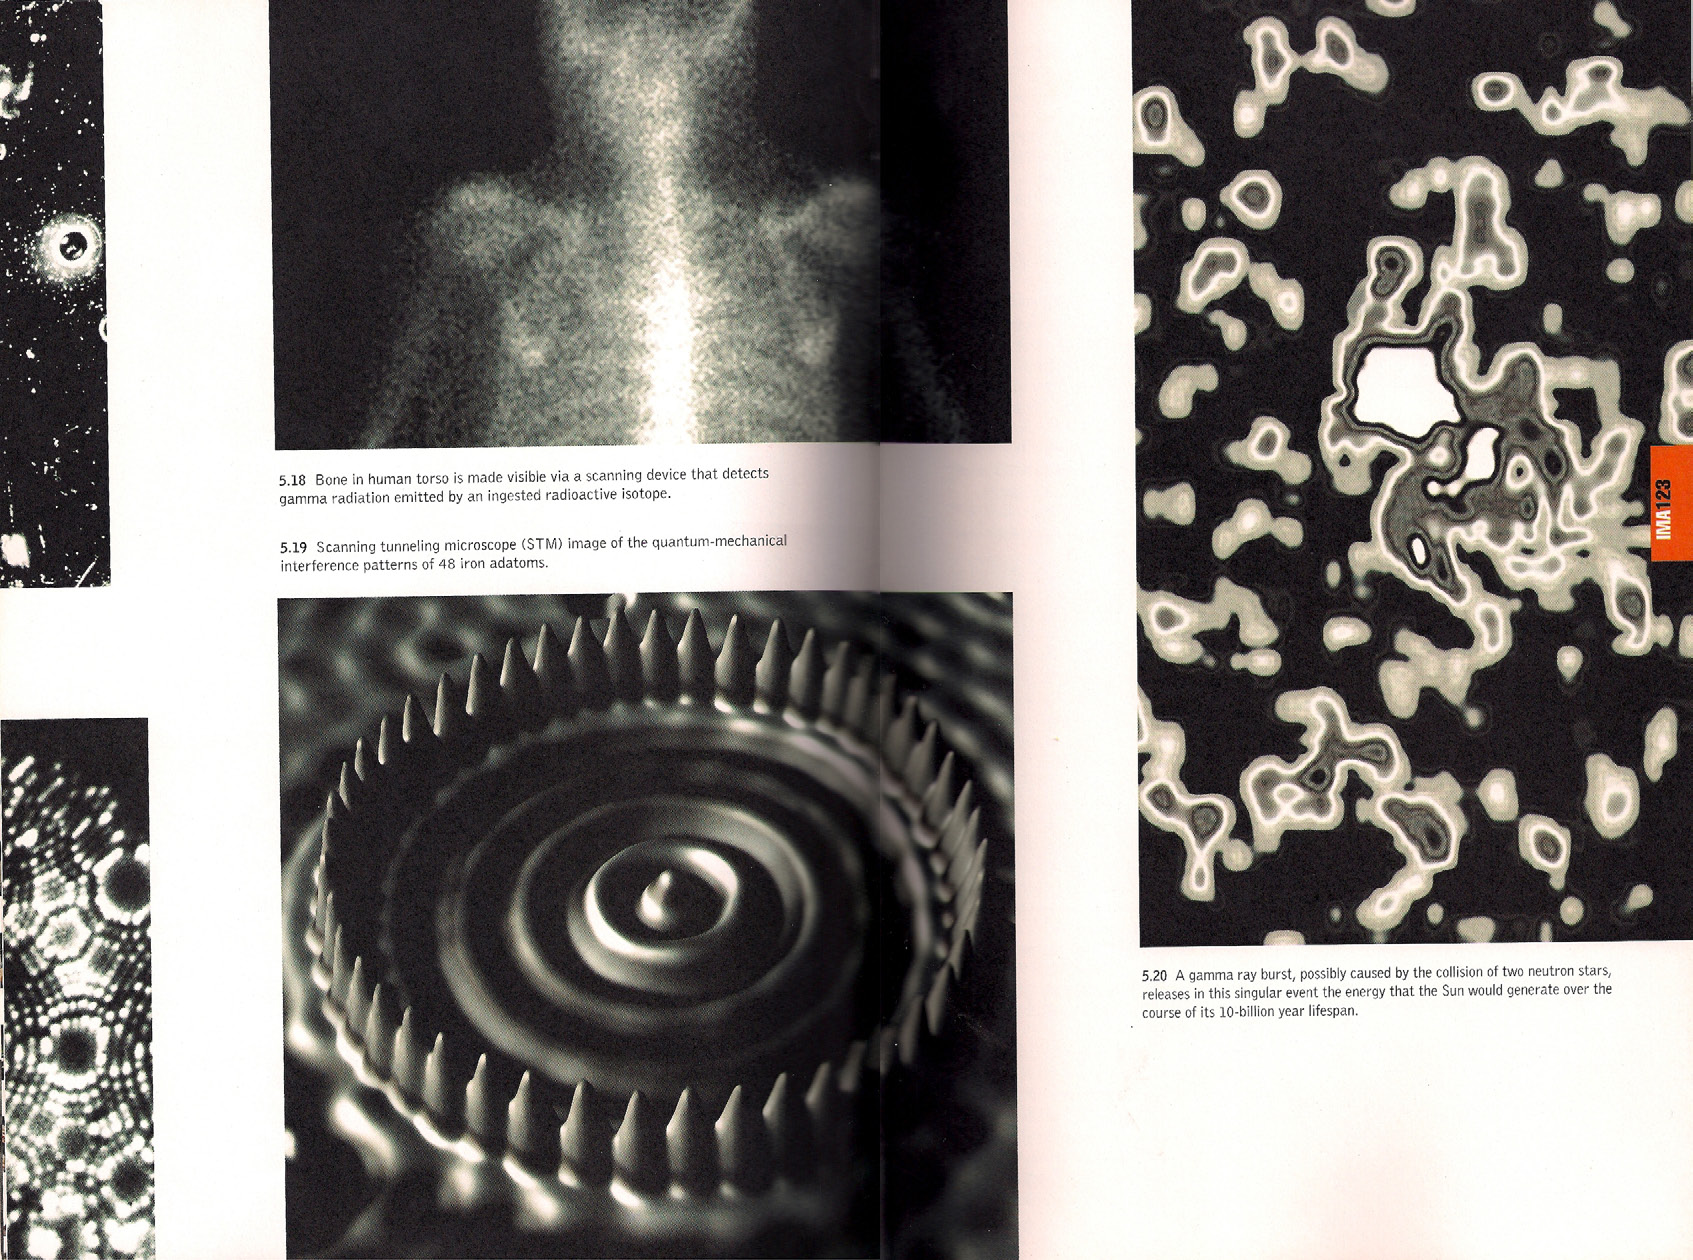 5.18 Bone in human torso is made visible via a scanning device that detects
gamma radiation emitted by an ingested radioactive isotope.
5.19 Scanning tunneling microscope (STM) image of the quantum-mechanical
interference patterns of 48 iron adatoms.
IMA123
5.20 A gamma ray burst, possibly caused by the collision of two neutron stars,
releases in this singular event the energy that the Sun would generate over the
course of its 10-billion year lifespan.